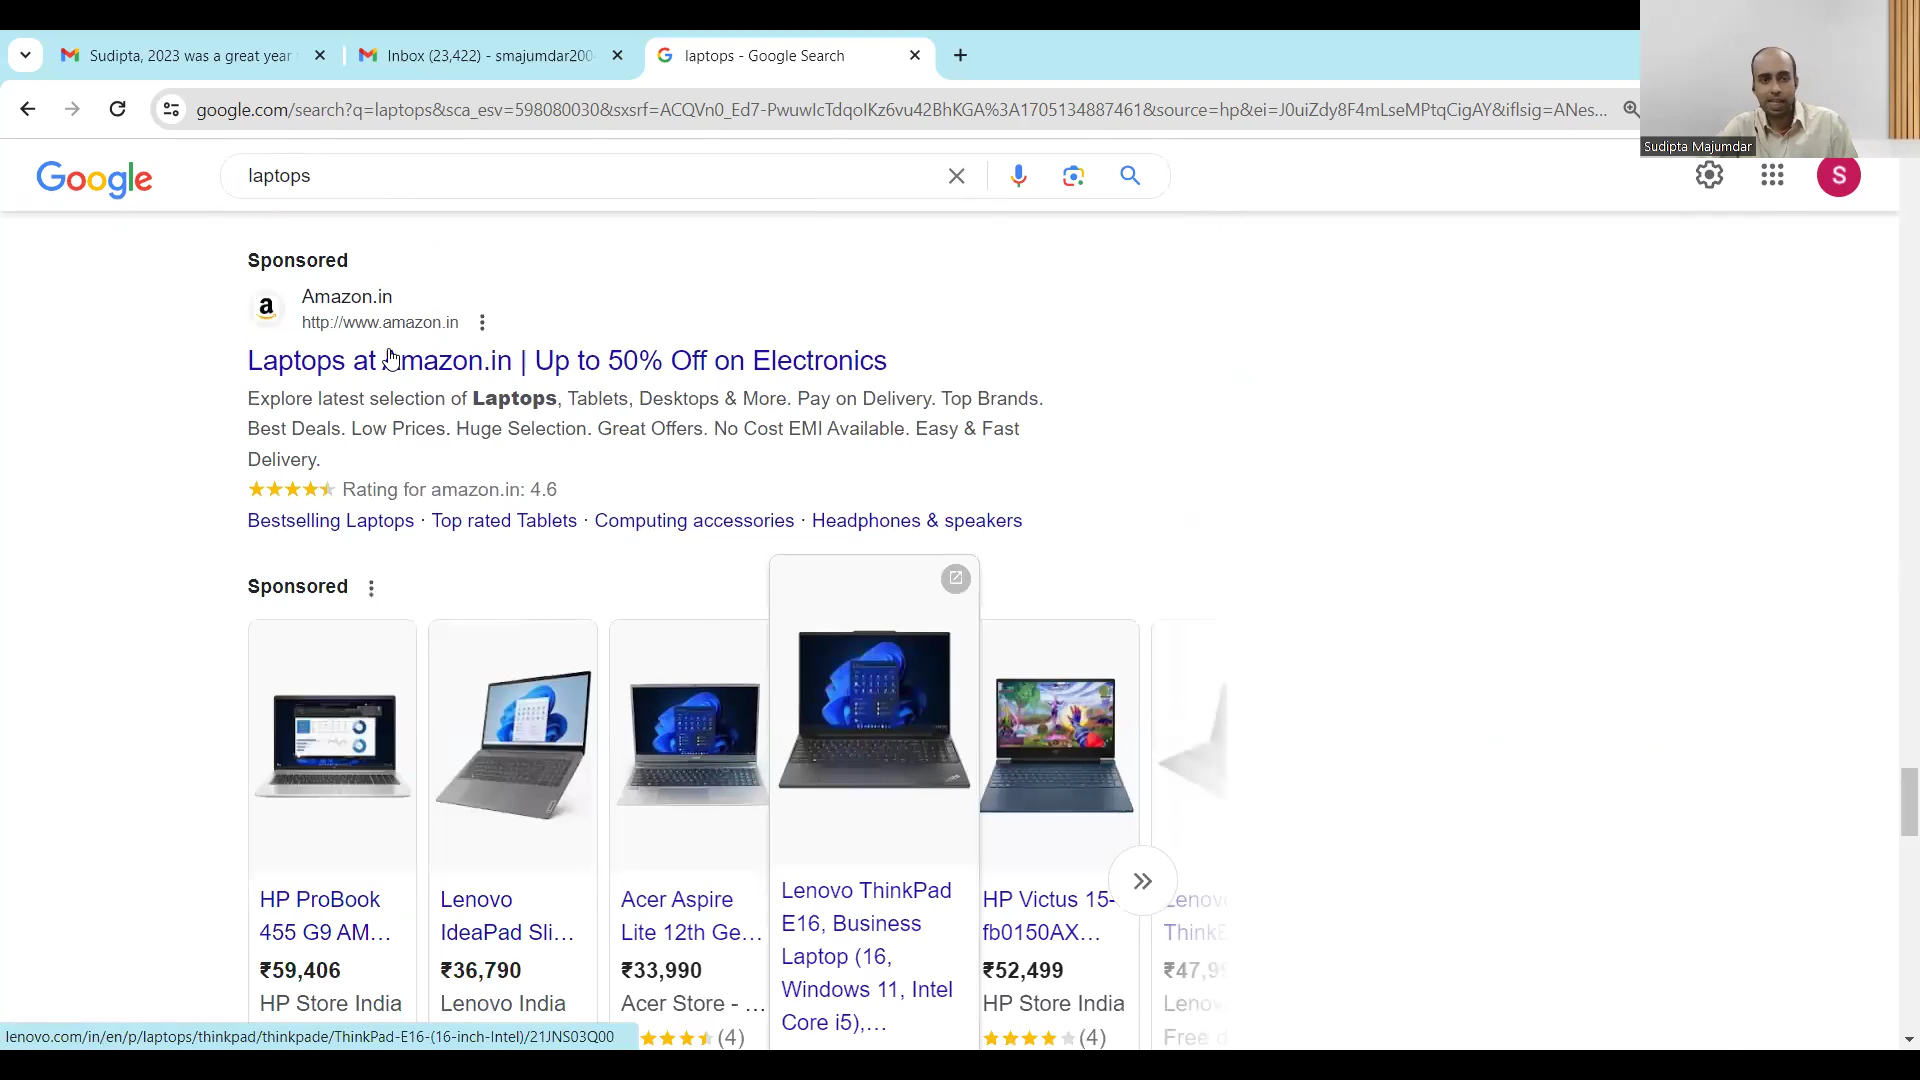 Sudipta, 2023 was a great year
Inbox (23,422) - smajumdar200
laptops - Google Search
google.com/search?q=laptops&sca_esv=598080030&sxsrf=ACQVn0_Ed7-PwuwIcTdqoIKz6vu42BhKGA%3A1705134887461&source=hp&ei=J0uiZdy8F4mLseMPtqCigAY&iflsig=ANes...
Sudipta Majumdar
Google
laptops
S
Sponsored
Amazon.in
http://www.amazon.in
Laptops at Amazon.in | Up to 50% Off on Electronics
Explore latest selection of Laptops, Tablets, Desktops & More. Pay on Delivery. Top Brands.
Best Deals. Low Prices. Huge Selection. Great Offers. No Cost EMI Available. Easy & Fast
Delivery.
Rating for amazon.in: 4.6
Bestselling Laptops · Top rated Tablets · Computing accessories · Headphones & speakers
Sponsored
HP ProBook
455 G9 AM...
₹59,406
HP Store India
Lenovo
IdeaPad Sli...
₹36,790
Lenovo India
Acer Aspire
Lite 12th Ge...
₹33,990
Acer Store - ...
(4)
Lenovo ThinkPad
E16, Business
Laptop (16,
Windows 11, Intel
Core i5),...
HP Victus 15-
fb0150AX...
₹52,499
HP Store India
(4)
Lenov
ThinkE
₹47,99
Lenov
Free d
lenovo.com/in/en/p/laptops/thinkpad/thinkpade/ThinkPad-E16-(16-inch-Intel)/21JNS03Q00